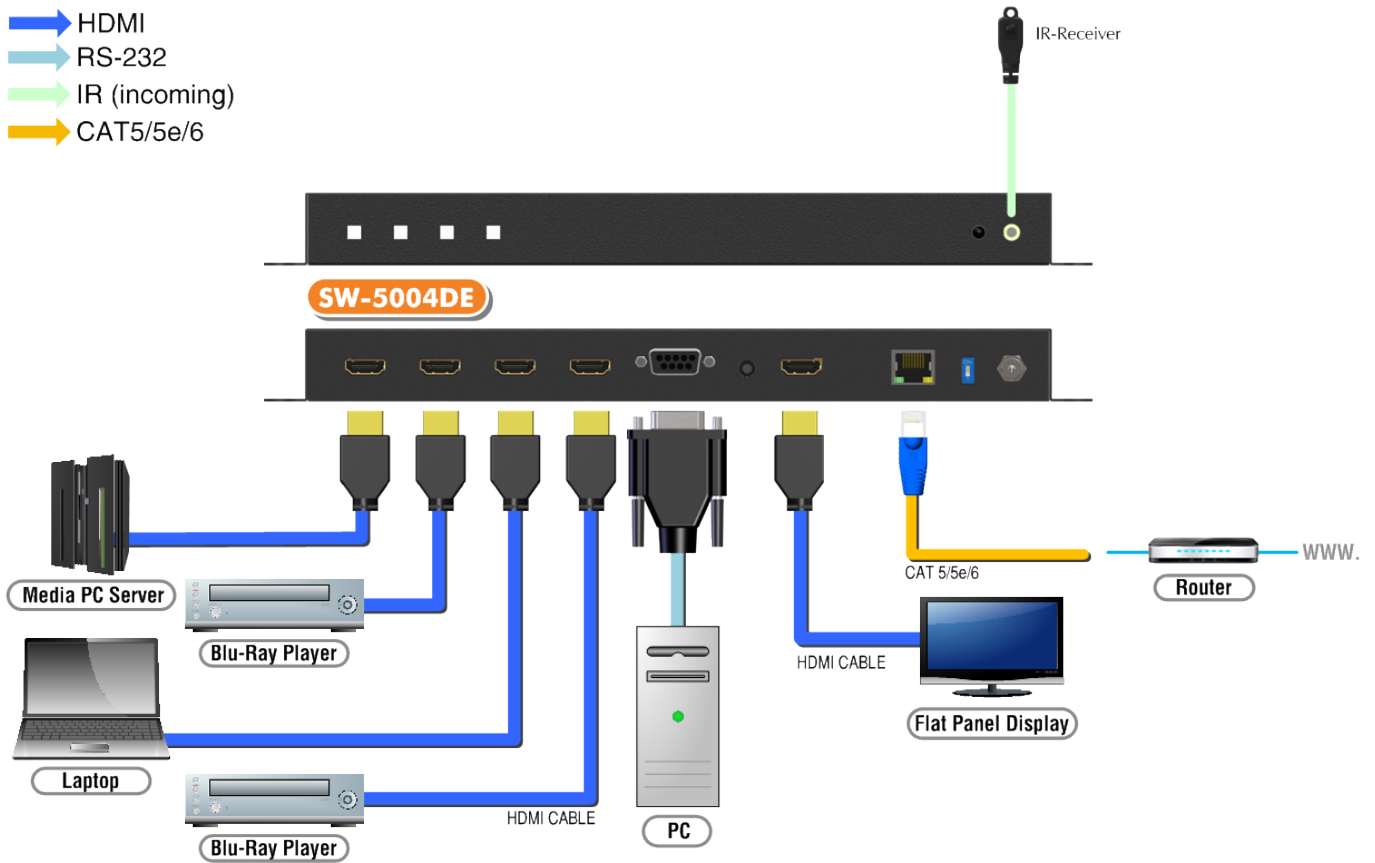 HDMI
RS-232
IR (incoming)
CAT5/5e/6
IR-Receiver
SW-5004DE
CAT 5/5e/6
WWW.
Router
Media PC Server
Blu-Ray Player
HDMI CABLE
Flat Panel Display
Laptop
HDMI CABLE
PC
Blu-Ray Player